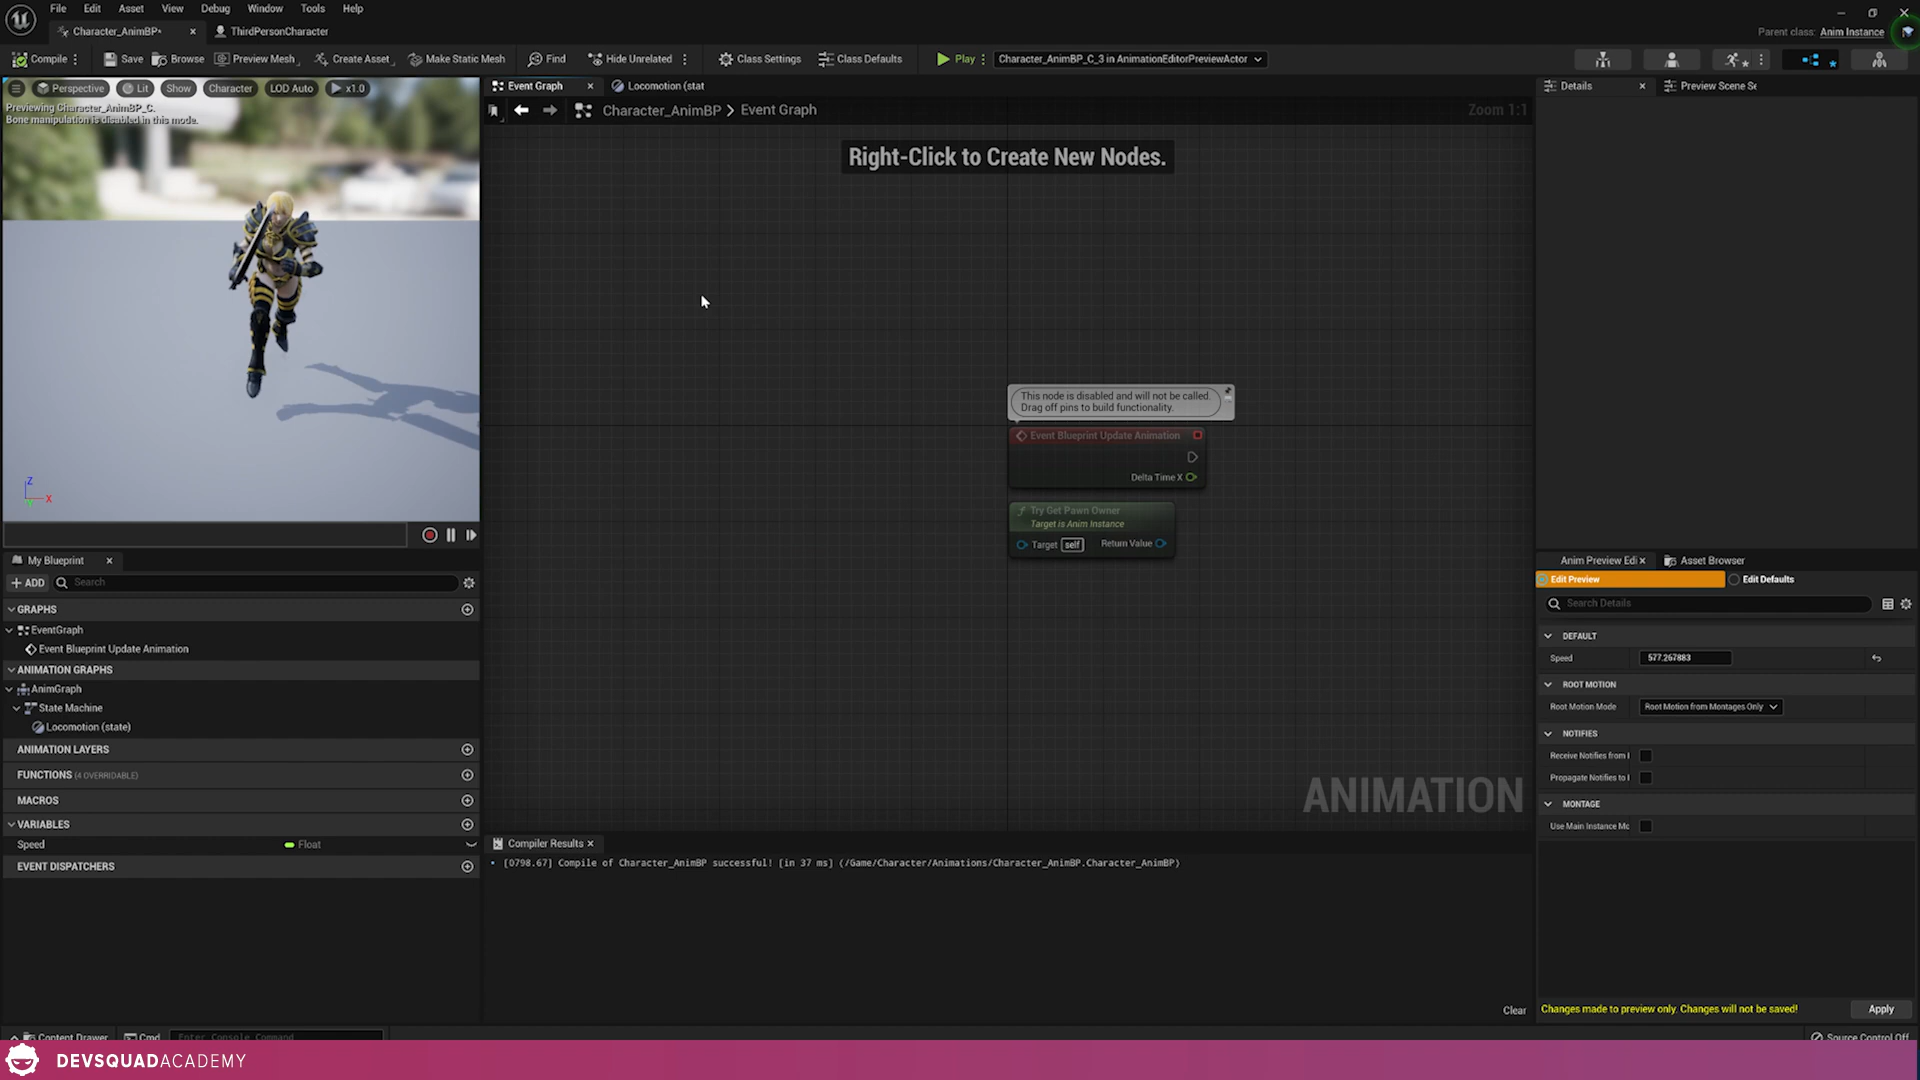 File Edit Asset View Debug Window Tools Help
Character_AnimBP* ThirdPersonCharacter
Parent class: Anim Instance
Compile Save Browse Preview Mesh Create Asset Make Static Mesh Find Hide Unrelated Class Settings Class Defaults Play Character_AnimBP_C_3 in AnimationEditorPreviewActor
Perspective Lit Show Character LOD Auto x1.0
Previewing Character_AnimBP_C.
Bone manipulation is disabled in this mode.
Z
X
Event Graph Locomotion (stat
Character_AnimBP > Event Graph
Zoom 1:1
Right-Click to Create New Nodes.
This node is disabled and will not be called.
Drag off pins to build functionality.
Event Blueprint Update Animation
Delta Time X
Try Get Pawn Owner
Target is Anim Instance
Target self Return Value
ANIMATION
Details Preview Scene Se
My Blueprint
+ ADD Search
GRAPHS
EventGraph
Event Blueprint Update Animation
ANIMATION GRAPHS
AnimGraph
State Machine
Locomotion (state)
ANIMATION LAYERS
FUNCTIONS (4 OVERRIDABLE)
MACROS
VARIABLES
Speed Float
EVENT DISPATCHERS
Compiler Results
[0798.67] Compile of Character_AnimBP successful! [in 37 ms] (/Game/Character/Animations/Character_AnimBP.Character_AnimBP)
Clear
Anim Preview Edi Asset Browser
Edit Preview Edit Defaults
Search Details
DEFAULT
Speed 577.267883
ROOT MOTION
Root Motion Mode Root Motion from Montages Only
NOTIFIES
Receive Notifies from l
Propagate Notifies to l
MONTAGE
Use Main Instance Mc
Changes made to preview only. Changes will not be saved!
Apply
Content Drawer Cmd Enter Console Command
Source Control Off
DEVSQUADACADEMY